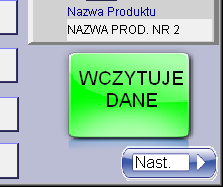 Nazwa Produktu
NAZWA PROD. NR 2
WCZYTUJE
DANE
Nast.